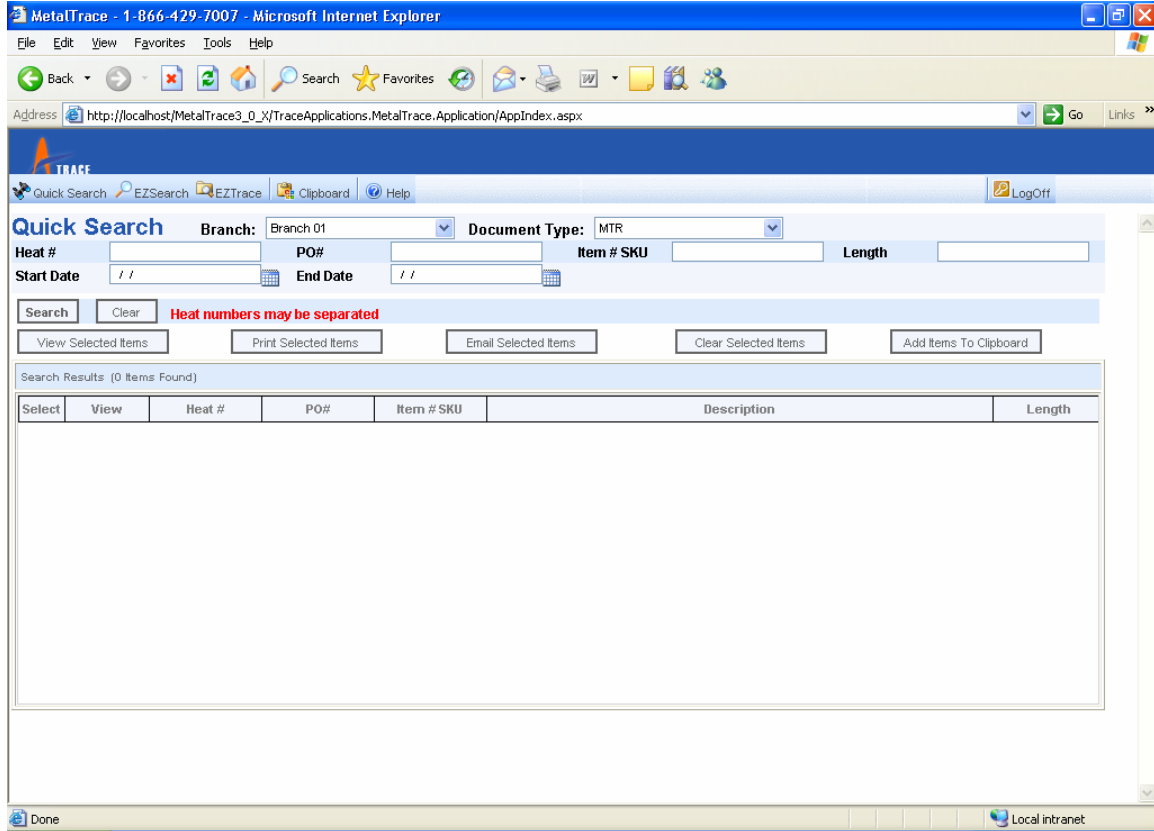 MetalTrace - 1-866-429-7007 - Microsoft Internet Explorer
File Edit View Favorites Tools Help
Back Search Favorites
Address http://localhost/MetalTrace3_0_X/TraceApplications.MetalTrace.Application/AppIndex.aspx Go Links »
TRACE
Quick Search EZSearch EZTrace Clipboard Help LogOff
Quick Search Branch: Branch 01 Document Type: MTR
Heat # PO# Item # SKU Length
Start Date / / End Date / /
Search Clear Heat numbers may be separated
View Selected Items Print Selected Items Email Selected Items Clear Selected Items Add Items To Clipboard
Search Results (0 Items Found)
Select View Heat # PO# Item # SKU Description Length
Done Local intranet